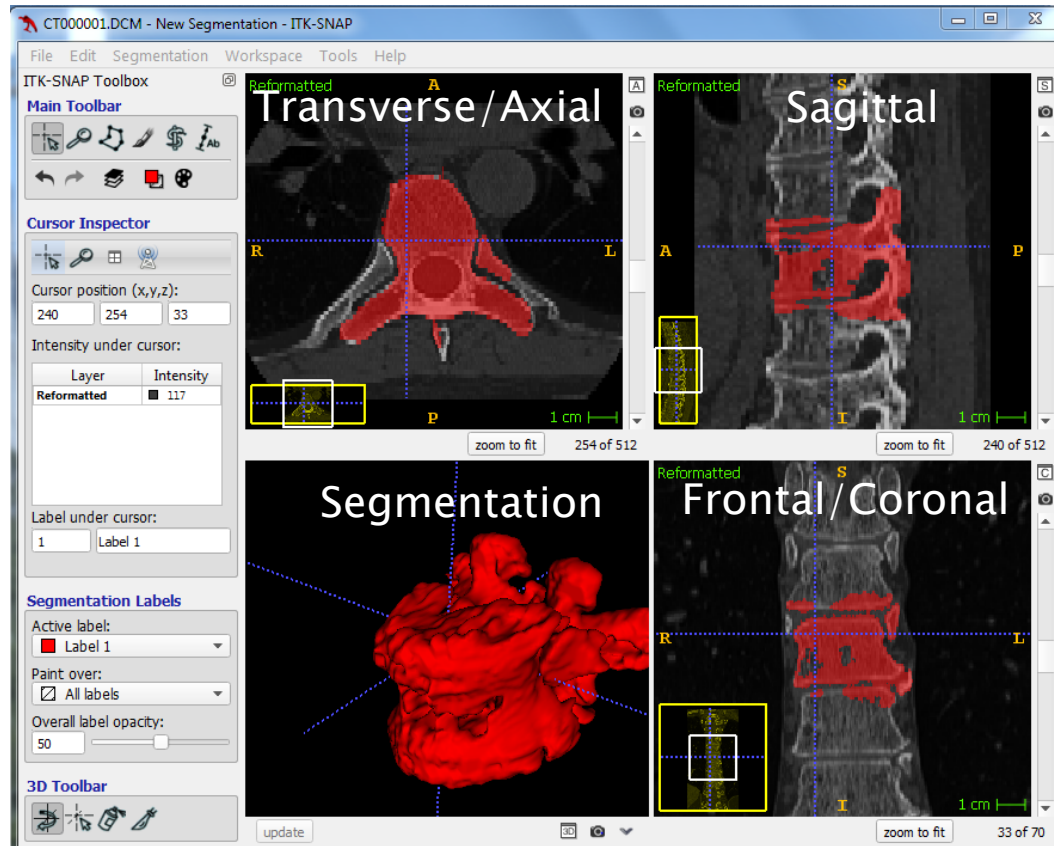 CT000001.DCM - New Segmentation - ITK-SNAP
File Edit Segmentation Workspace Tools Help
ITK-SNAP Toolbox
Main Toolbar
Ab
Cursor Inspector
Cursor position (x,y,z):
240 254 33
Intensity under cursor:
Layer Intensity
Reformatted 117
Label under cursor:
1 Label 1
Segmentation Labels
Active label:
Label 1
Paint over:
All labels
Overall label opacity:
50
3D Toolbar
Reformatted
A
Transverse/Axial
R
L
P
1 cm
A
zoom to fit 254 of 512
Reformatted
S
Sagittal
A
P
I
1 cm
S
zoom to fit 240 of 512
Segmentation
update
3D
Reformatted
S
Frontal/Coronal
R
L
I
1 cm
C
zoom to fit 33 of 70